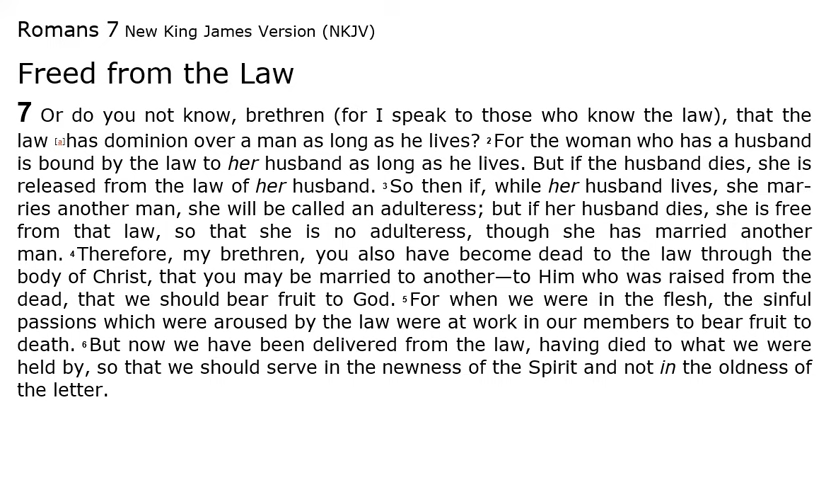 Romans 7 New King James Version (NKJV)
Freed from the Law
7 Or do you not know, brethren (for I speak to those who know the law), that the
law [a]has dominion over a man as long as he lives? 2 For the woman who has a husband
is bound by the law to her husband as long as he lives. But if the husband dies, she is
released from the law of her husband. 3 So then if, while her husband lives, she mar-
ries another man, she will be called an adulteress; but if her husband dies, she is free
from that law, so that she is no adulteress, though she has married another
man. 4 Therefore, my brethren, you also have become dead to the law through the
body of Christ, that you may be married to another—to Him who was raised from the
dead, that we should bear fruit to God. 5 For when we were in the flesh, the sinful
passions which were aroused by the law were at work in our members to bear fruit to
death. 6 But now we have been delivered from the law, having died to what we were
held by, so that we should serve in the newness of the Spirit and not in the oldness of
the letter.